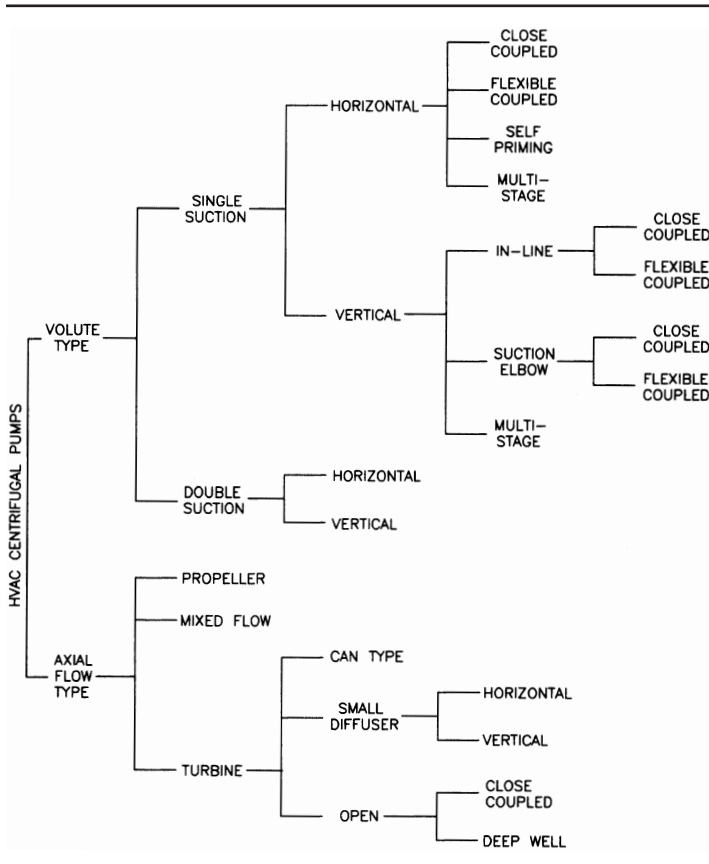 HVAC CENTRIFUGAL PUMPS
VOLUTE
TYPE
SINGLE
SUCTION
HORIZONTAL
CLOSE
COUPLED
FLEXIBLE
COUPLED
SELF
PRIMING
MULTI–
STAGE
VERTICAL
IN–LINE
CLOSE
COUPLED
FLEXIBLE
COUPLED
SUCTION
ELBOW
CLOSE
COUPLED
FLEXIBLE
COUPLED
MULTI–
STAGE
DOUBLE
SUCTION
HORIZONTAL
VERTICAL
AXIAL
FLOW
TYPE
PROPELLER
MIXED FLOW
TURBINE
CAN TYPE
SMALL
DIFFUSER
HORIZONTAL
VERTICAL
OPEN
CLOSE
COUPLED
DEEP WELL